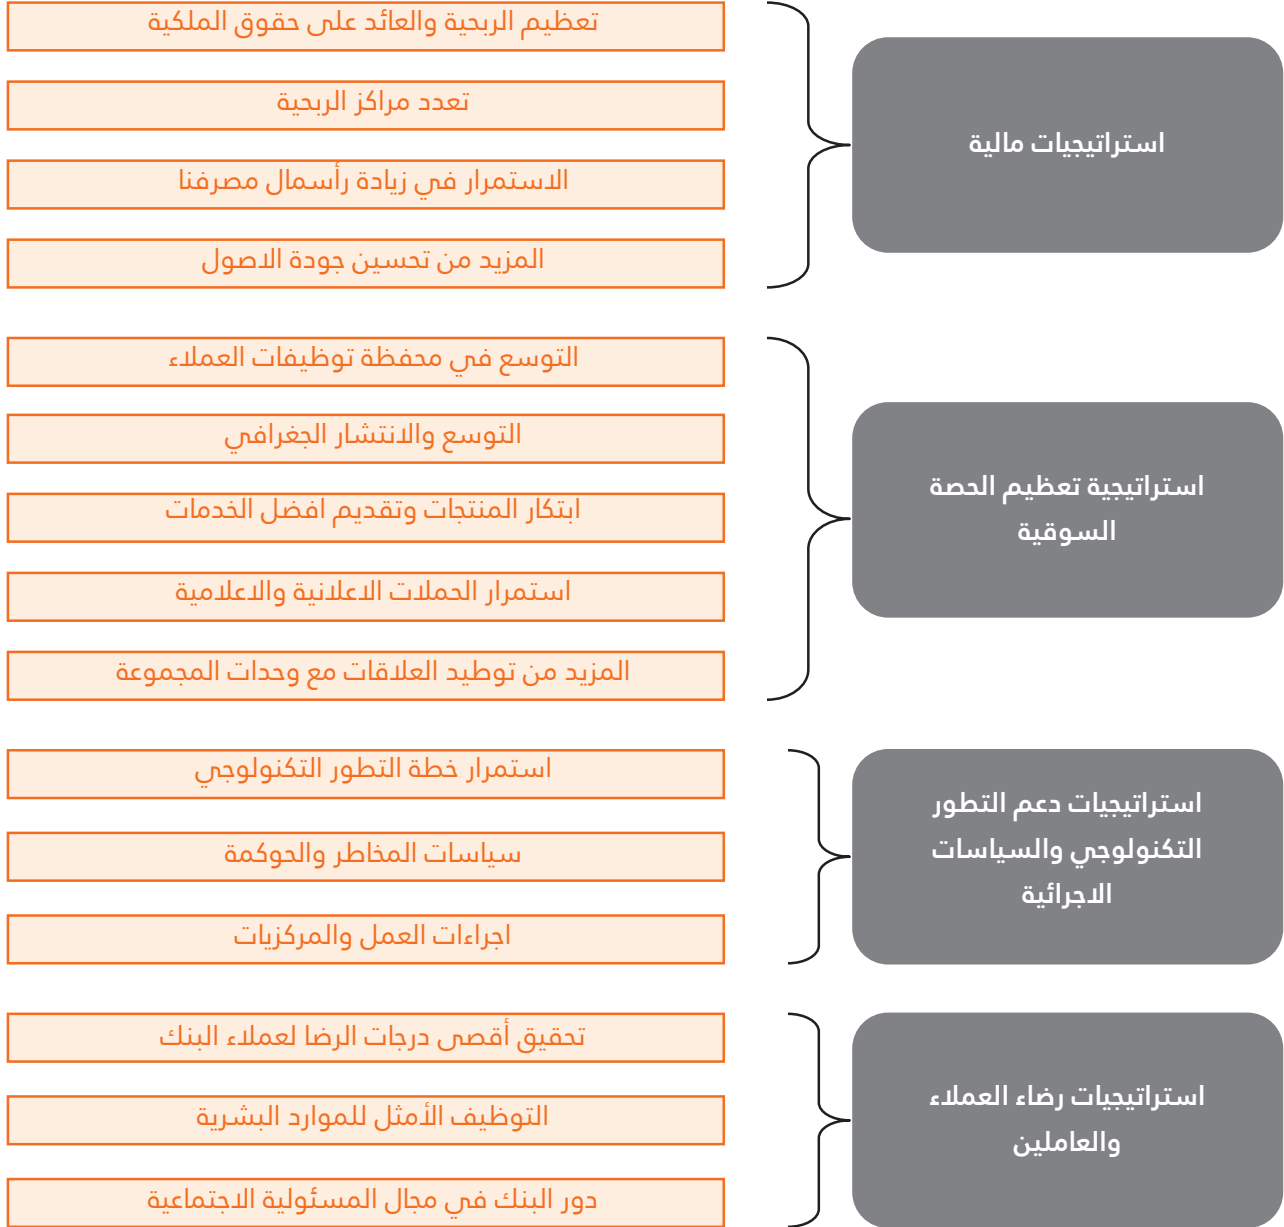 استراتيجيات مالية
تعظيم الربحية والعائد على حقوق الملكية
تعدد مراكز الربحية
الاستمرار في زيادة رأسمال مصرفنا
المزيد من تحسين جودة الاصول
استراتيجية تعظيم الحصة
السوقية
التوسع في محفظة توظيفات العملاء
التوسع والانتشار الجغرافي
ابتكار المنتجات وتقديم افضل الخدمات
استمرار الحملات الاعلانية والاعلامية
المزيد من توطيد العلاقات مع وحدات المجموعة
استراتيجيات دعم التطور
التكنولوجي والسياسات
الاجرائية
استمرار خطة التطور التكنولوجي
سياسات المخاطر والحوكمة
اجراءات العمل والمركزيات
استراتيجيات رضاء العملاء
والعاملين
تحقيق أقصى درجات الرضا لعملاء البنك
التوظيف الأمثل للموارد البشرية
دور البنك في مجال المسئولية الاجتماعية